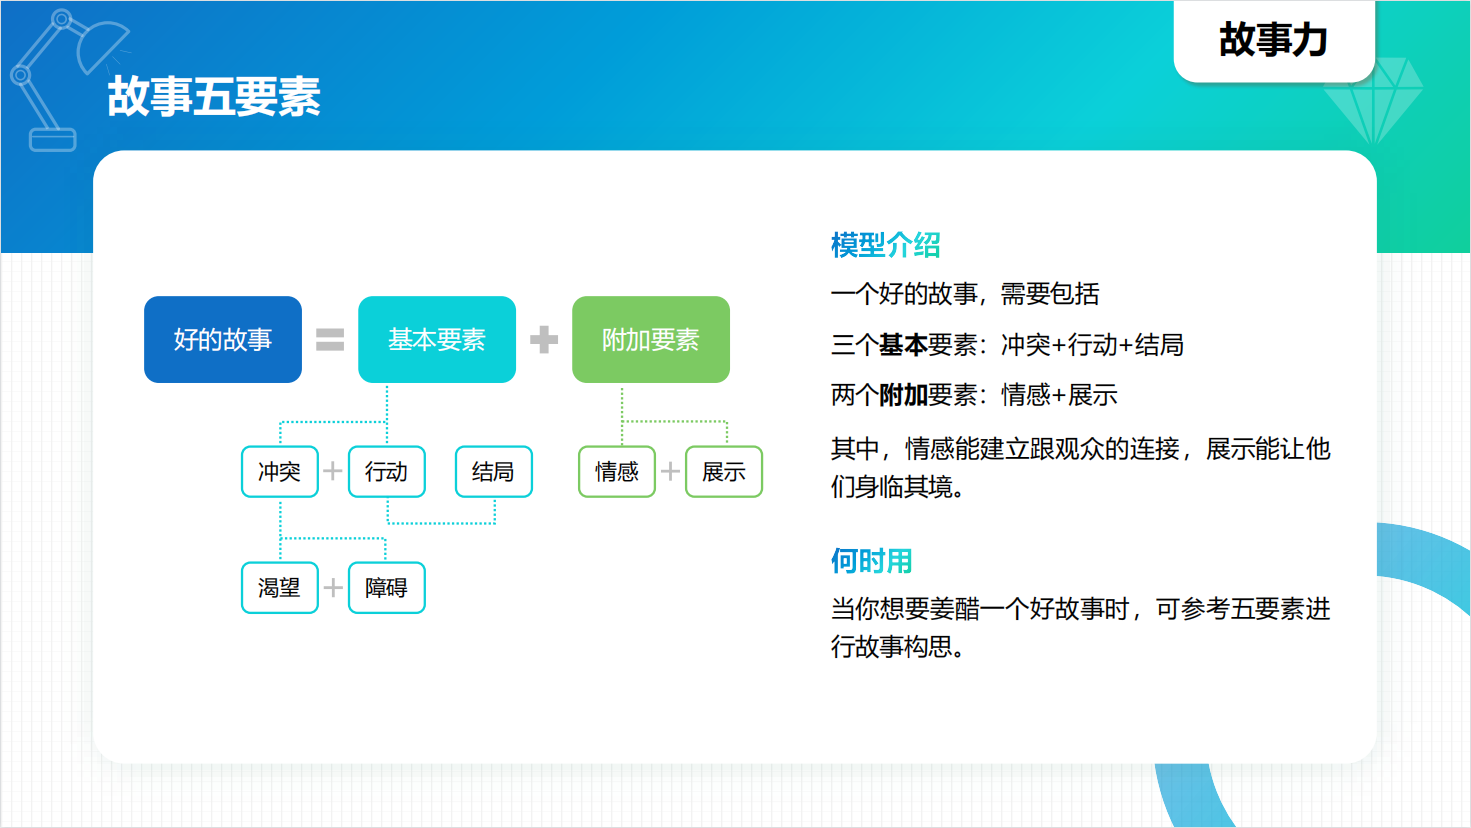 故事力
故事五要素
好的故事 = 基本要素 + 附加要素
冲突 + 行动 结局 情感 + 展示
渴望 + 障碍
模型介绍
一个好的故事，需要包括
三个基本要素：冲突+行动+结局
两个附加要素：情感+展示
其中，情感能建立跟观众的连接，展示能让他
们身临其境。
何时用
当你想要姜醋一个好故事时，可参考五要素进
行故事构思。